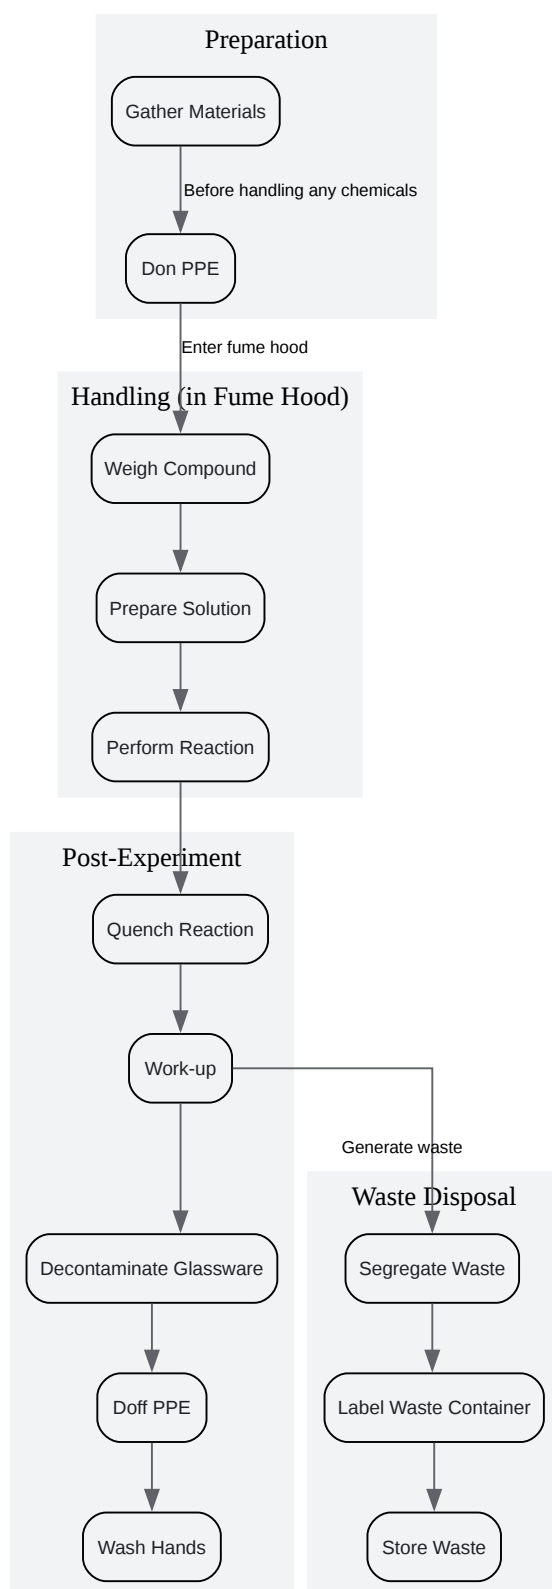 Preparation
Gather Materials
Before handling any chemicals
Don PPE
Enter fume hood
Handling (in Fume Hood)
Weigh Compound
Prepare Solution
Perform Reaction
Post-Experiment
Quench Reaction
Work-up
Generate waste
Waste Disposal
Decontaminate Glassware
Segregate Waste
Doff PPE
Label Waste Container
Wash Hands
Store Waste